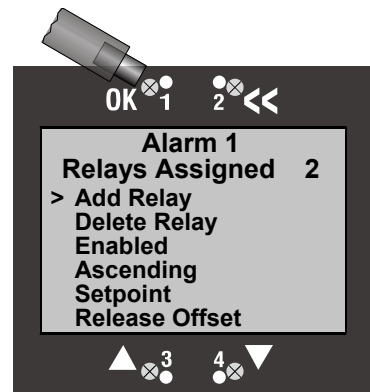 OK 1 2 <<
Alarm 1
Relays Assigned 2
> Add Relay
Delete Relay
Enabled
Ascending
Setpoint
Release Offset
3 4